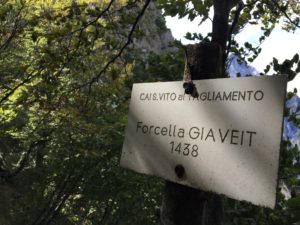 CAI S. VITO al TAGLIAMENTO
Forcella GIAVEIT
1438